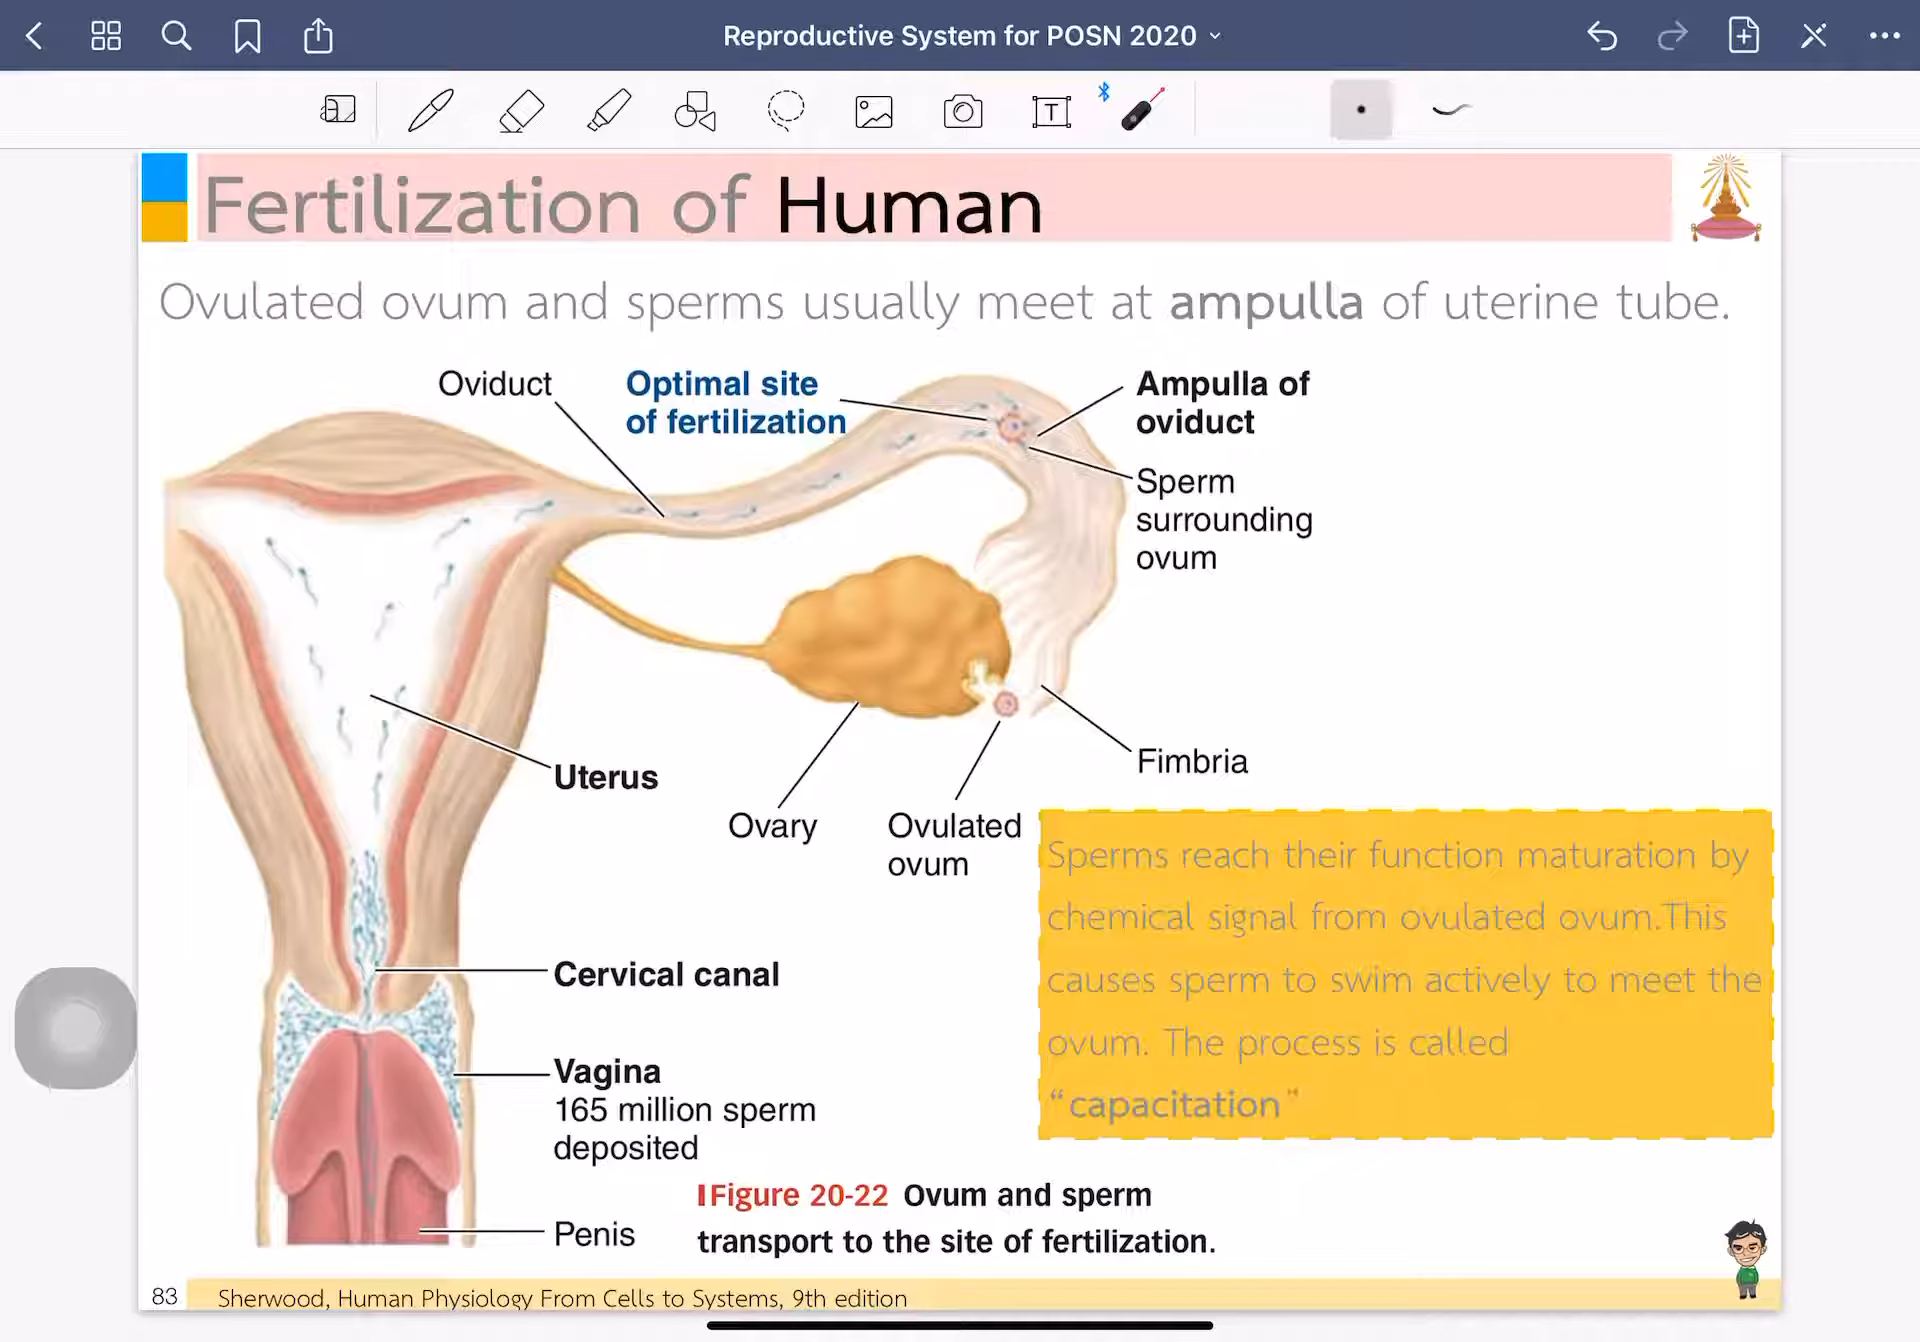 Reproductive System for POSN 2020
Fertilization of Human
Ovulated ovum and sperms usually meet at ampulla of uterine tube.
Oviduct
Optimal site
of fertilization
Ampulla of
oviduct
Sperm
surrounding
ovum
Uterus
Ovary
Ovulated
ovum
Fimbria
Sperms reach their function maturation by
chemical signal from ovulated ovum.This
causes sperm to swim actively to meet the
ovum. The process is called
“capacitation”
Cervical canal
Vagina
165 million sperm
deposited
Penis
Figure 20-22 Ovum and sperm
transport to the site of fertilization.
83
Sherwood, Human Physiology From Cells to Systems, 9th edition